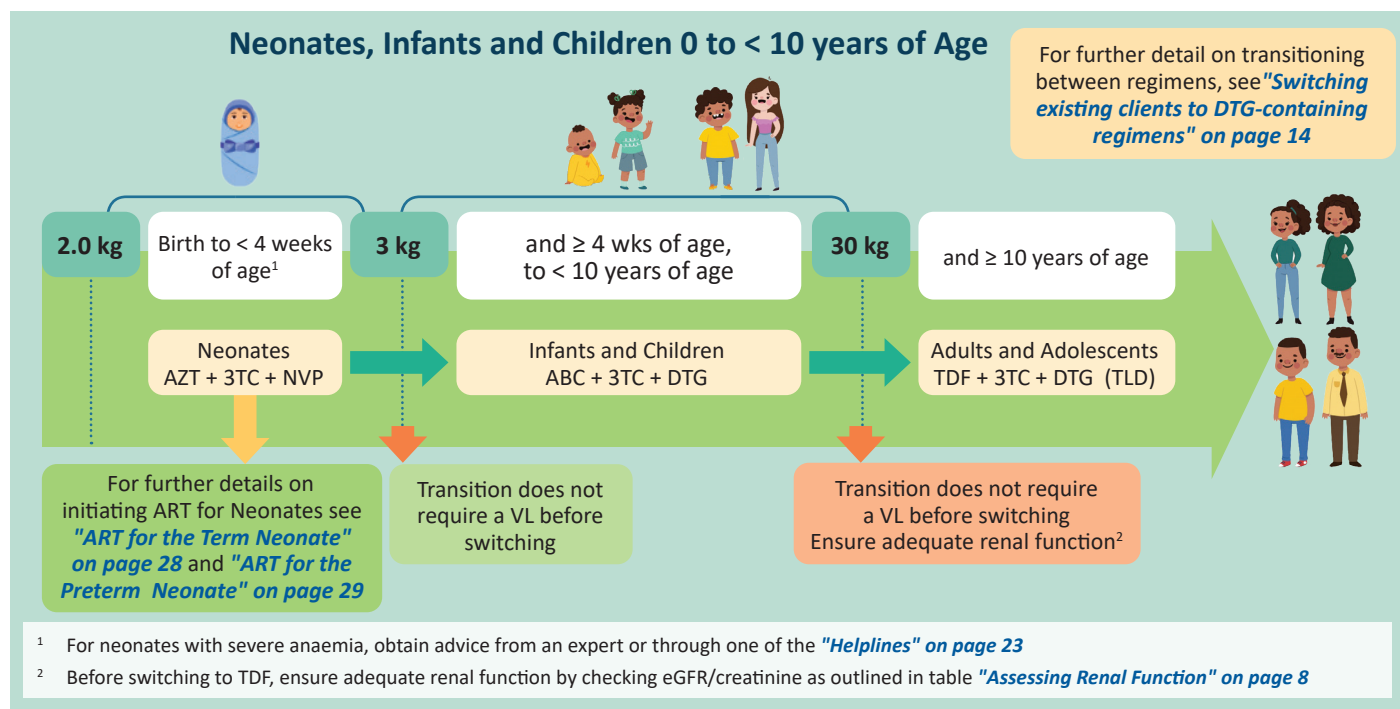 Neonates, Infants and Children 0 to < 10 years of Age
For further detail on transitioning
between regimens, see "Switching
existing clients to DTG-containing
regimens" on page 14
2.0 kg
Birth to < 4 weeks
of age¹
3 kg
and ≥ 4 wks of age,
to < 10 years of age
30 kg
and ≥ 10 years of age
Neonates
AZT + 3TC + NVP
Infants and Children
ABC + 3TC + DTG
Adults and Adolescents
TDF + 3TC + DTG (TLD)
For further details on
initiating ART for Neonates see
"ART for the Term Neonate"
on page 28 and "ART for the
Preterm Neonate" on page 29
Transition does not
require a VL before
switching
Transition does not require
a VL before switching
Ensure adequate renal function²
¹ For neonates with severe anaemia, obtain advice from an expert or through one of the "Helplines" on page 23
² Before switching to TDF, ensure adequate renal function by checking eGFR/creatinine as outlined in table "Assessing Renal Function" on page 8